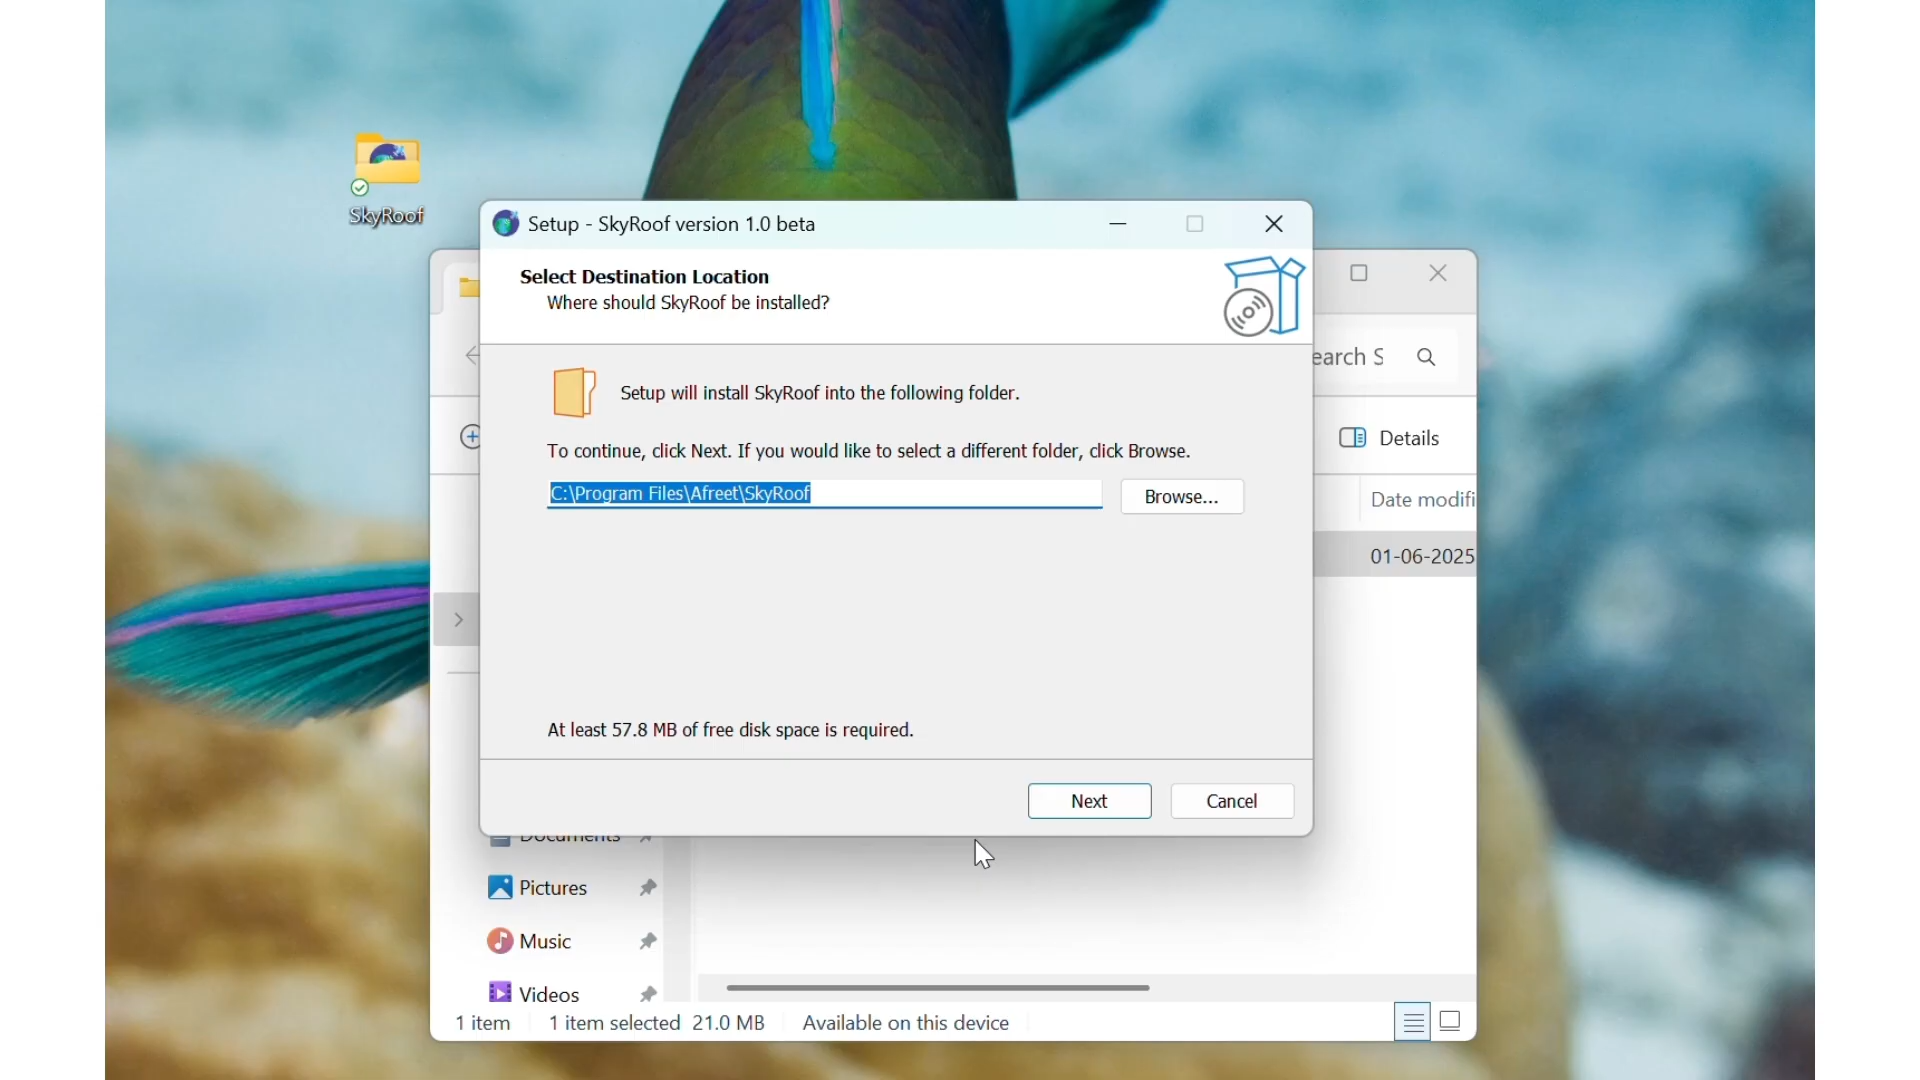 SkyRoof
Setup - SkyRoof version 1.0 beta
Select Destination Location
Where should SkyRoof be installed?
earch S
Setup will install SkyRoof into the following folder.
To continue, click Next. If you would like to select a different folder, click Browse.
Details
C:\Program Files\Afreet\SkyRoof
Browse...
Date modifi
01-06-2025
At least 57.8 MB of free disk space is required.
Next
Cancel
Documents
Pictures
Music
Videos
1 item
1 item selected 21.0 MB
Available on this device